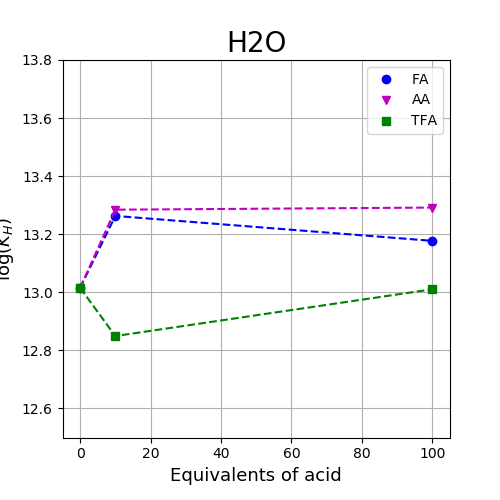 H2O
13.8
13.6
13.4
13.2
13.0
12.8
12.6
log(K_H)
FA
AA
TFA
0 20 40 60 80 100
Equivalents of acid